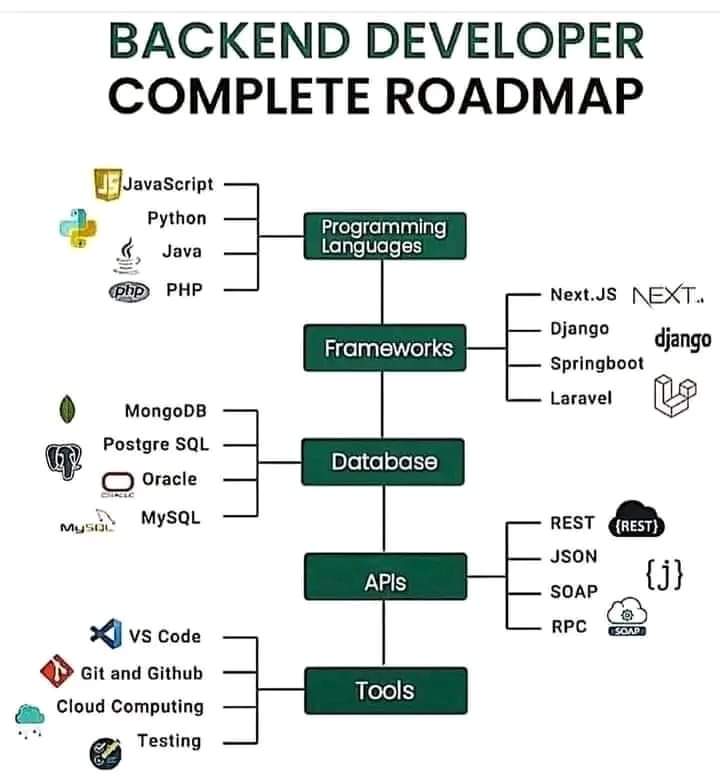 BACKEND DEVELOPER
COMPLETE ROADMAP
JS JavaScript
Python
Java
php PHP
Programming
Languages
Next.JS NEXT.
Django
django
Springboot
Laravel
Frameworks
MongoDB
Postgre SQL
Oracle
ORACLE
MySQL
MySQL
Database
REST {REST}
JSON
{j}
SOAP
RPC
SOAP
APIs
VS Code
Git and Github
Cloud Computing
Testing
Tools